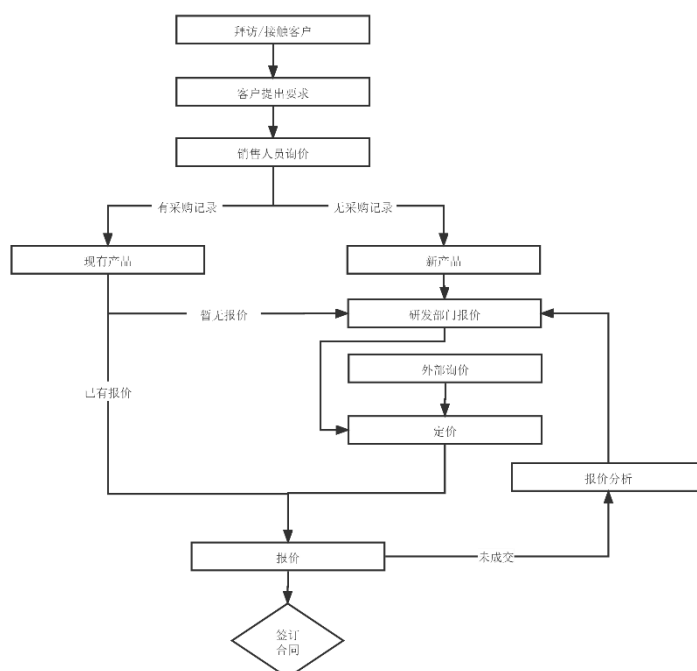 拜访/接触客户
客户提出要求
销售人员询价
有采购记录
无采购记录
现有产品
新产品
暂无报价
研发部门报价
外部询价
已有报价
定价
报价分析
报价
未成交
签订
合同